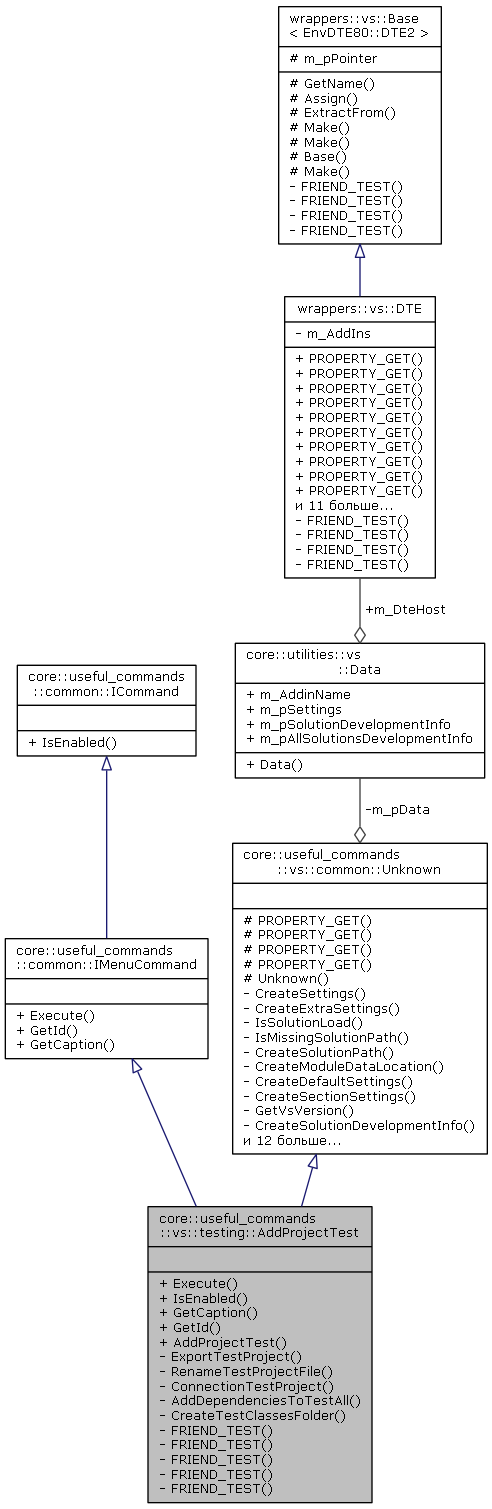 wrappers::vs::Base
< EnvDTE80::DTE2 >
# m_pPointer
# GetName()
# Assign()
# ExtractFrom()
# Make()
# Make()
# Base()
# Make()
- FRIEND_TEST()
- FRIEND_TEST()
- FRIEND_TEST()
- FRIEND_TEST()
wrappers::vs::DTE
- m_AddIns
+ PROPERTY_GET()
+ PROPERTY_GET()
+ PROPERTY_GET()
+ PROPERTY_GET()
+ PROPERTY_GET()
+ PROPERTY_GET()
+ PROPERTY_GET()
+ PROPERTY_GET()
+ PROPERTY_GET()
+ PROPERTY_GET()
и 11 больше...
- FRIEND_TEST()
- FRIEND_TEST()
- FRIEND_TEST()
- FRIEND_TEST()
+m_DteHost
core::utilities::vs
::Data
+ m_AddinName
+ m_pSettings
+ m_pSolutionDevelopmentInfo
+ m_pAllSolutionsDevelopmentInfo
+ Data()
-m_pData
core::useful_commands
::common::ICommand
+ IsEnabled()
core::useful_commands
::vs::common::Unknown
# PROPERTY_GET()
# PROPERTY_GET()
# PROPERTY_GET()
# PROPERTY_GET()
# Unknown()
- CreateSettings()
- CreateExtraSettings()
- IsSolutionLoad()
- IsMissingSolutionPath()
- CreateSolutionPath()
- CreateModuleDataLocation()
- CreateDefaultSettings()
- CreateSectionSettings()
- GetVsVersion()
- CreateSolutionDevelopmentInfo()
и 12 больше...
core::useful_commands
::common::IMenuCommand
+ Execute()
+ GetId()
+ GetCaption()
core::useful_commands
::vs::testing::AddProjectTest
+ Execute()
+ IsEnabled()
+ GetCaption()
+ GetId()
+ AddProjectTest()
- ExportTestProject()
- RenameTestProjectFile()
- ConnectionTestProject()
- AddDependenciesToTestAll()
- CreateTestClassesFolder()
- FRIEND_TEST()
- FRIEND_TEST()
- FRIEND_TEST()
- FRIEND_TEST()
- FRIEND_TEST()